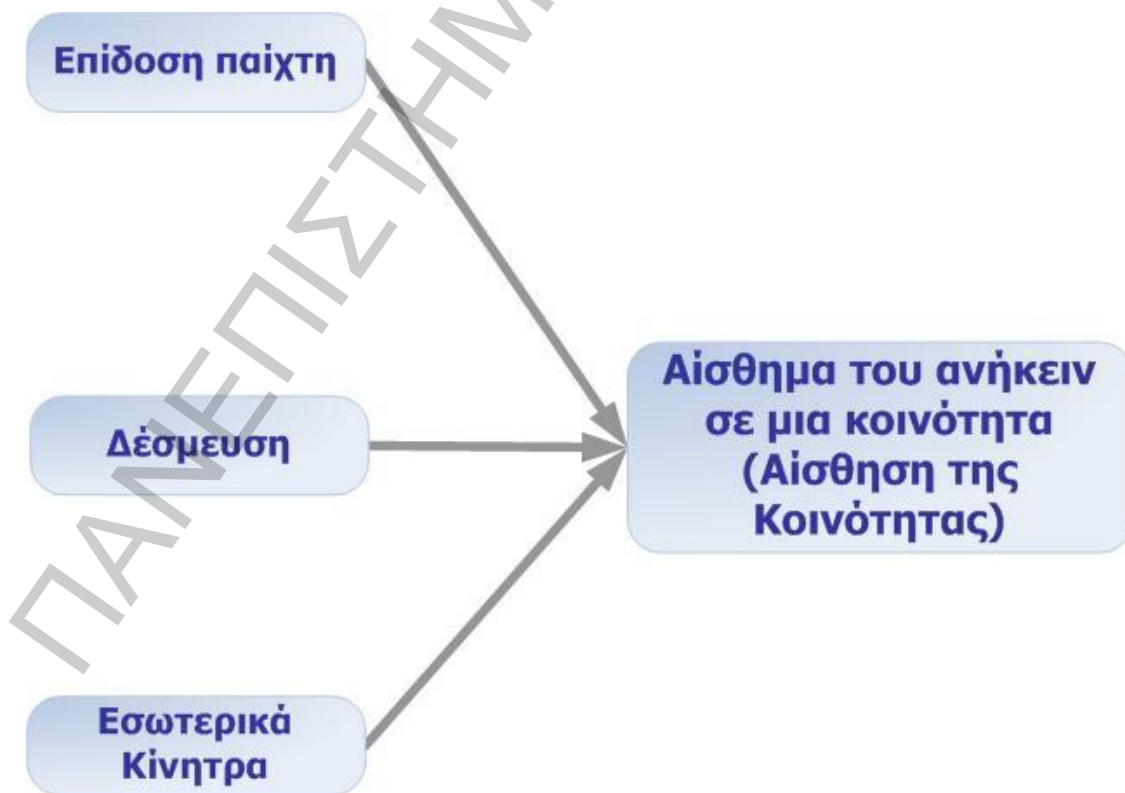 Επίδοση παίχτη
Δέσμευση
Εσωτερικά
Κίνητρα
Αίσθημα του ανήκειν
σε μια κοινότητα
(Αίσθηση της
Κοινότητας)